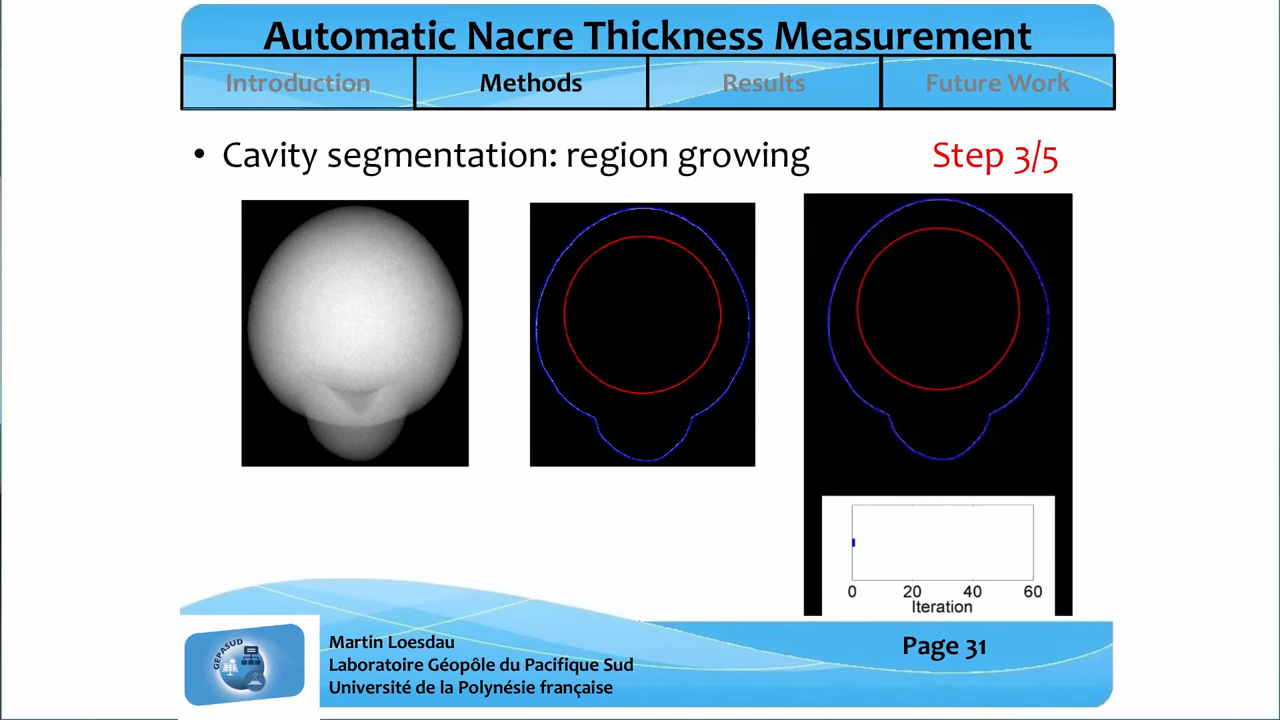 Automatic Nacre Thickness Measurement
Introduction
Methods
Results
Future Work
• Cavity segmentation: region growing
Step 3/5
0 20 40 60
Iteration
GEPASUD
Martin Loesdau
Laboratoire Géopôle du Pacifique Sud
Université de la Polynésie française
Page 31